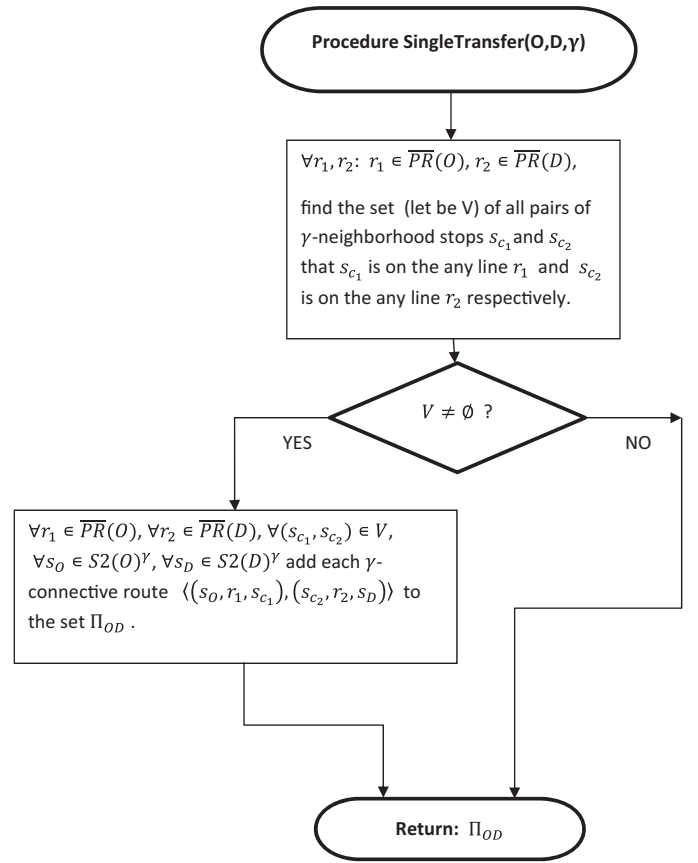 Procedure SingleTransfer(O,D,γ)
∀r₁, r₂: r₁ ∈ P̅R̅(O), r₂ ∈ P̅R̅(D),
find the set (let be V) of all pairs of
γ-neighborhood stops s_{c₁} and s_{c₂}
that s_{c₁} is on the any line r₁ and s_{c₂}
is on the any line r₂ respectively.
V ≠ ∅ ?
YES
NO
∀r₁ ∈ P̅R̅(O), ∀r₂ ∈ P̅R̅(D), ∀(s_{c₁}, s_{c₂}) ∈ V,
∀s_O ∈ S2(O)^γ, ∀s_D ∈ S2(D)^γ add each γ-
connective route ⟨(s_O, r₁, s_{c₁}), (s_{c₂}, r₂, s_D)⟩ to
the set Π_{OD} .
Return: Π_{OD}